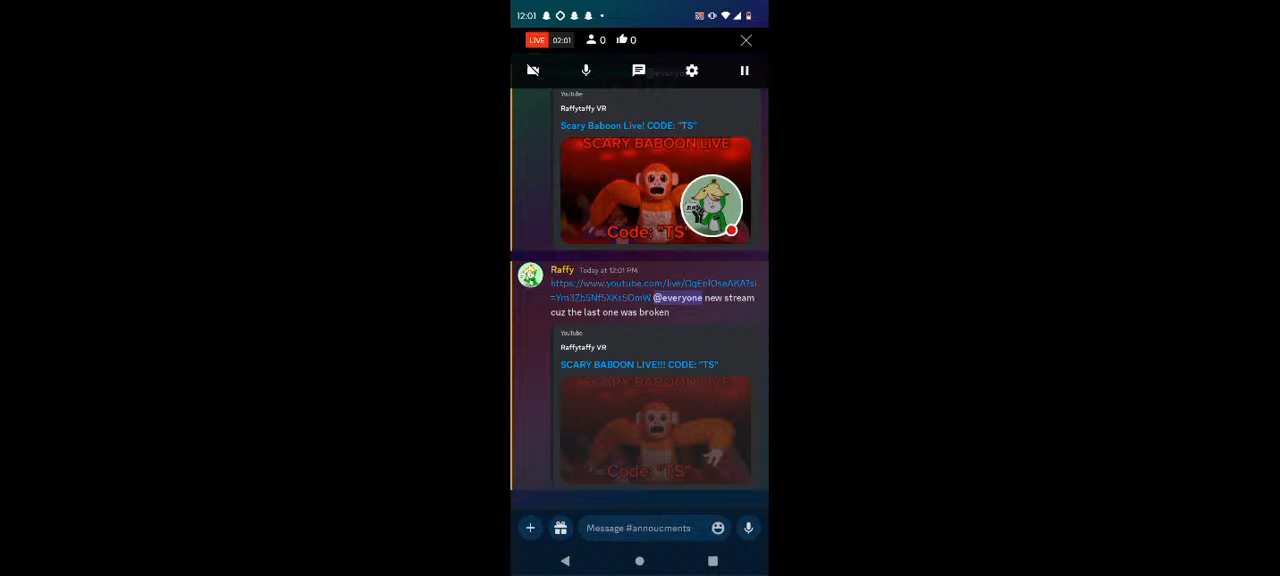 12:01
LIVE 02:01 0 0
@everyone
YouTube
Raffytaffy VR
Scary Baboon Live! CODE: "TS"
SCARY BABOON LIVE
Code: "TS"
Raffy Today at 12:01 PM
@everyone new stream
cuz the last one was broken
YouTube
Raffytaffy VR
SCARY BABOON LIVE!!! CODE: "TS"
SCARY BABOON LIVE
Code: "TS"
Message #annoucments